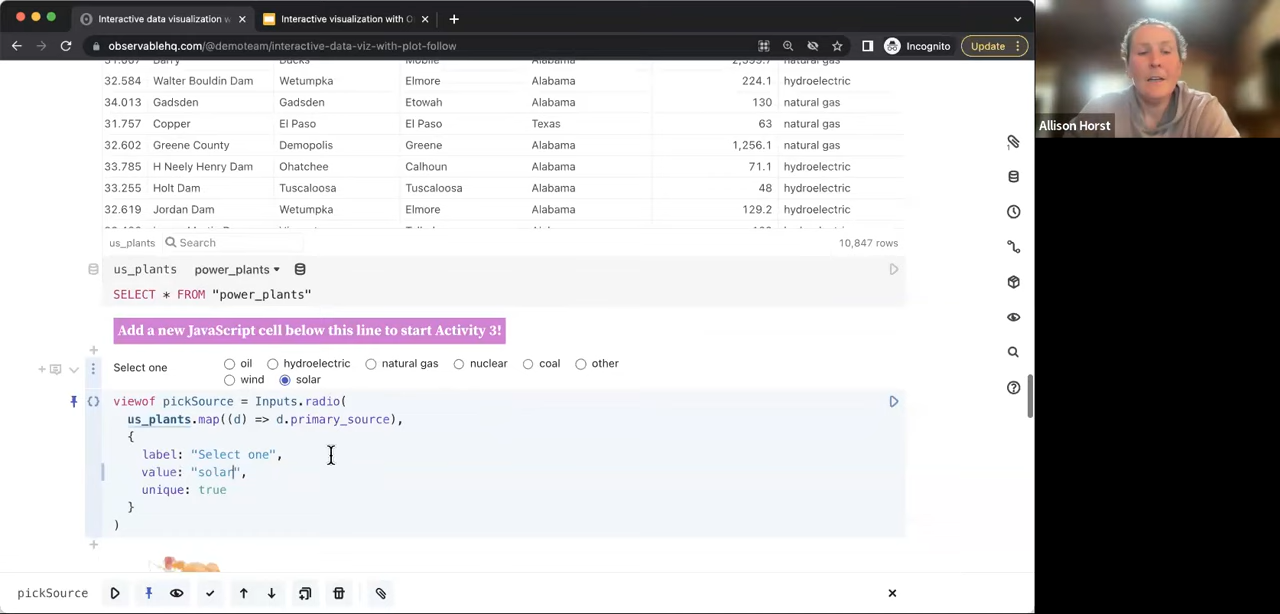 Interactive data visualization w
Interactive visualization with O
observablehq.com/@demoteam/interactive-data-viz-with-plot-follow
Incognito
Update
32.584 Walter Bouldin Dam Wetumpka Elmore Alabama 224.1 hydroelectric
34.013 Gadsden Gadsden Etowah Alabama 130 natural gas
31.757 Copper El Paso El Paso Texas 63 natural gas
32.602 Greene County Demopolis Greene Alabama 1,256.1 natural gas
33.785 H Neely Henry Dam Ohatchee Calhoun Alabama 71.1 hydroelectric
33.255 Holt Dam Tuscaloosa Tuscaloosa Alabama 48 hydroelectric
32.619 Jordan Dam Wetumpka Elmore Alabama 129.2 hydroelectric
us_plants Search 10,847 rows
us_plants power_plants
SELECT * FROM "power_plants"
Add a new JavaScript cell below this line to start Activity 3!
Select one oil hydroelectric natural gas nuclear coal other
wind solar
viewof pickSource = Inputs.radio(
us_plants.map((d) => d.primary_source),
{
label: "Select one",
value: "solar",
unique: true
}
)
pickSource
Allison Horst